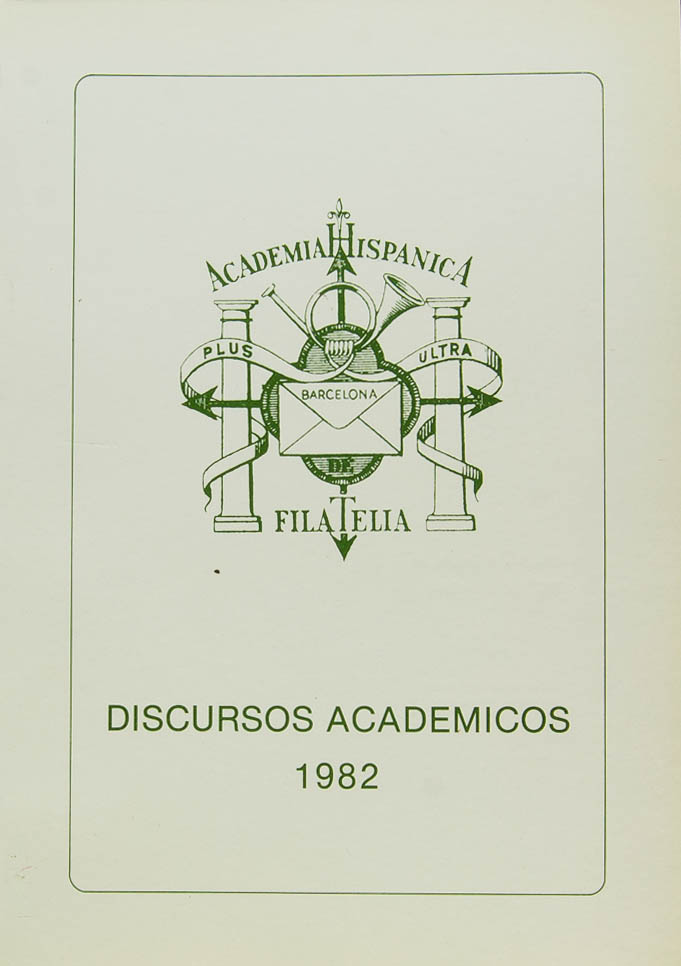 ACADEMIA HISPANICA
PLUS ULTRA
BARCELONA
DE
FILATELIA
DISCURSOS ACADEMICOS
1982